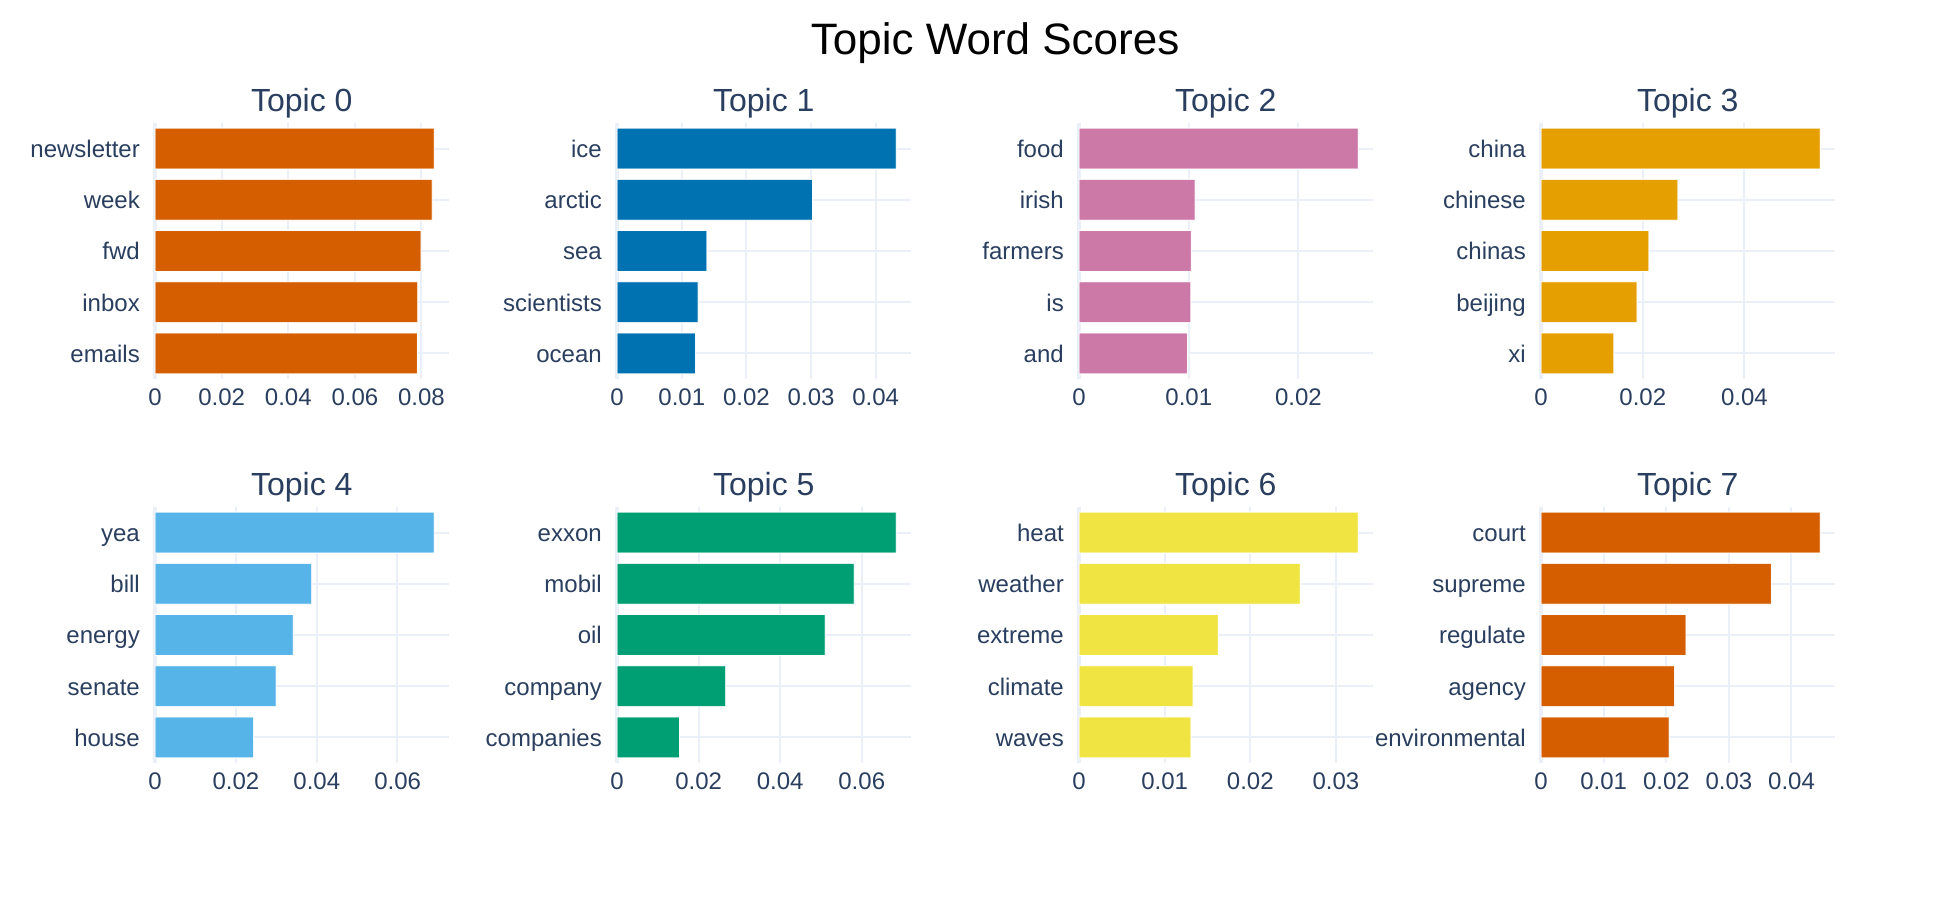 Topic Word Scores
Topic 0
newsletter
week
fwd
inbox
emails
0 0.02 0.04 0.06 0.08
Topic 1
ice
arctic
sea
scientists
ocean
0 0.01 0.02 0.03 0.04
Topic 2
food
irish
farmers
is
and
0 0.01 0.02
Topic 3
china
chinese
chinas
beijing
xi
0 0.02 0.04
Topic 4
yea
bill
energy
senate
house
0 0.02 0.04 0.06
Topic 5
exxon
mobil
oil
company
companies
0 0.02 0.04 0.06
Topic 6
heat
weather
extreme
climate
waves
0 0.01 0.02 0.03
Topic 7
court
supreme
regulate
agency
environmental
0 0.01 0.02 0.03 0.04